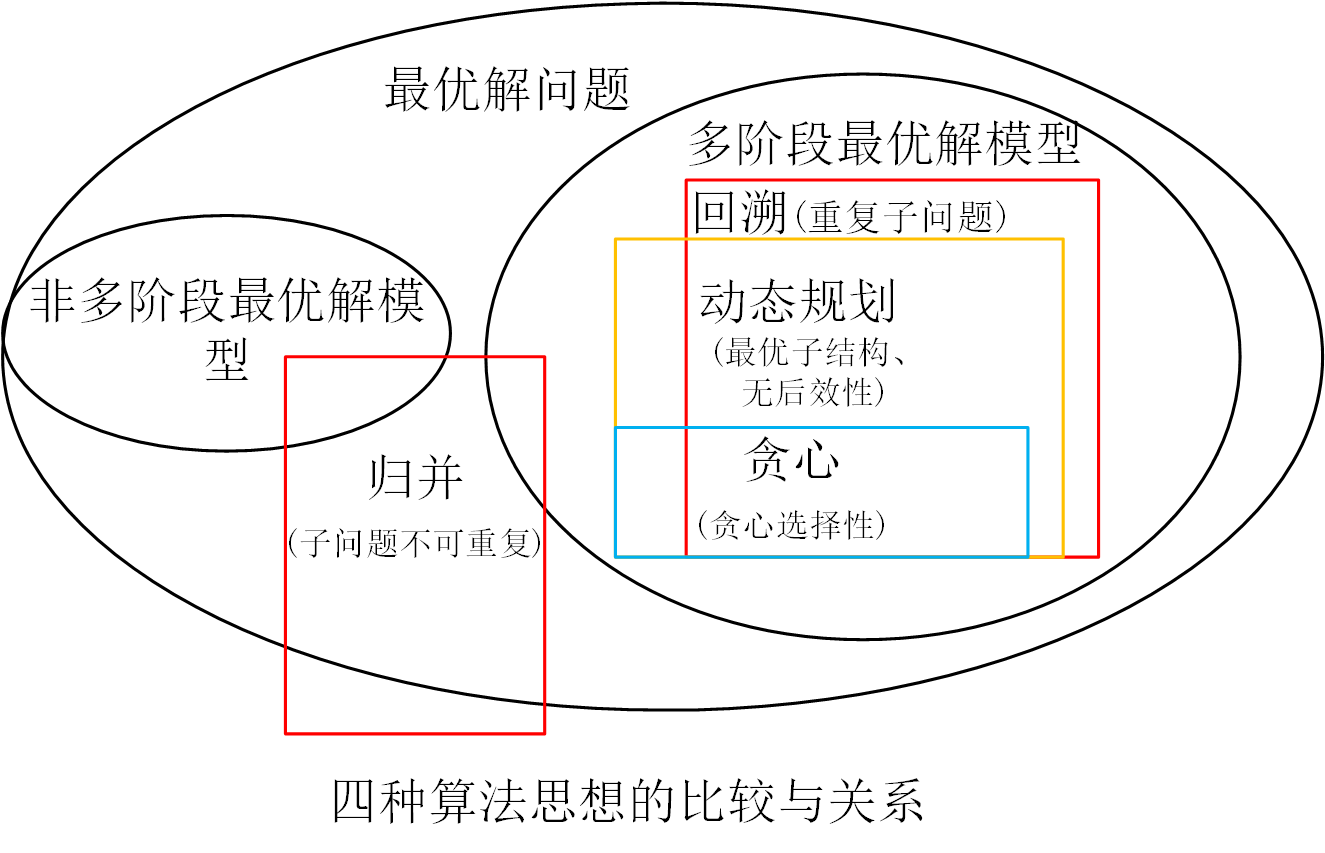 最优解问题
多阶段最优解模型
回溯(重复子问题)
非多阶段最优解模
型
动态规划
(最优子结构、
无后效性)
贪心
(贪心选择性)
归并
(子问题不可重复)
四种算法思想的比较与关系